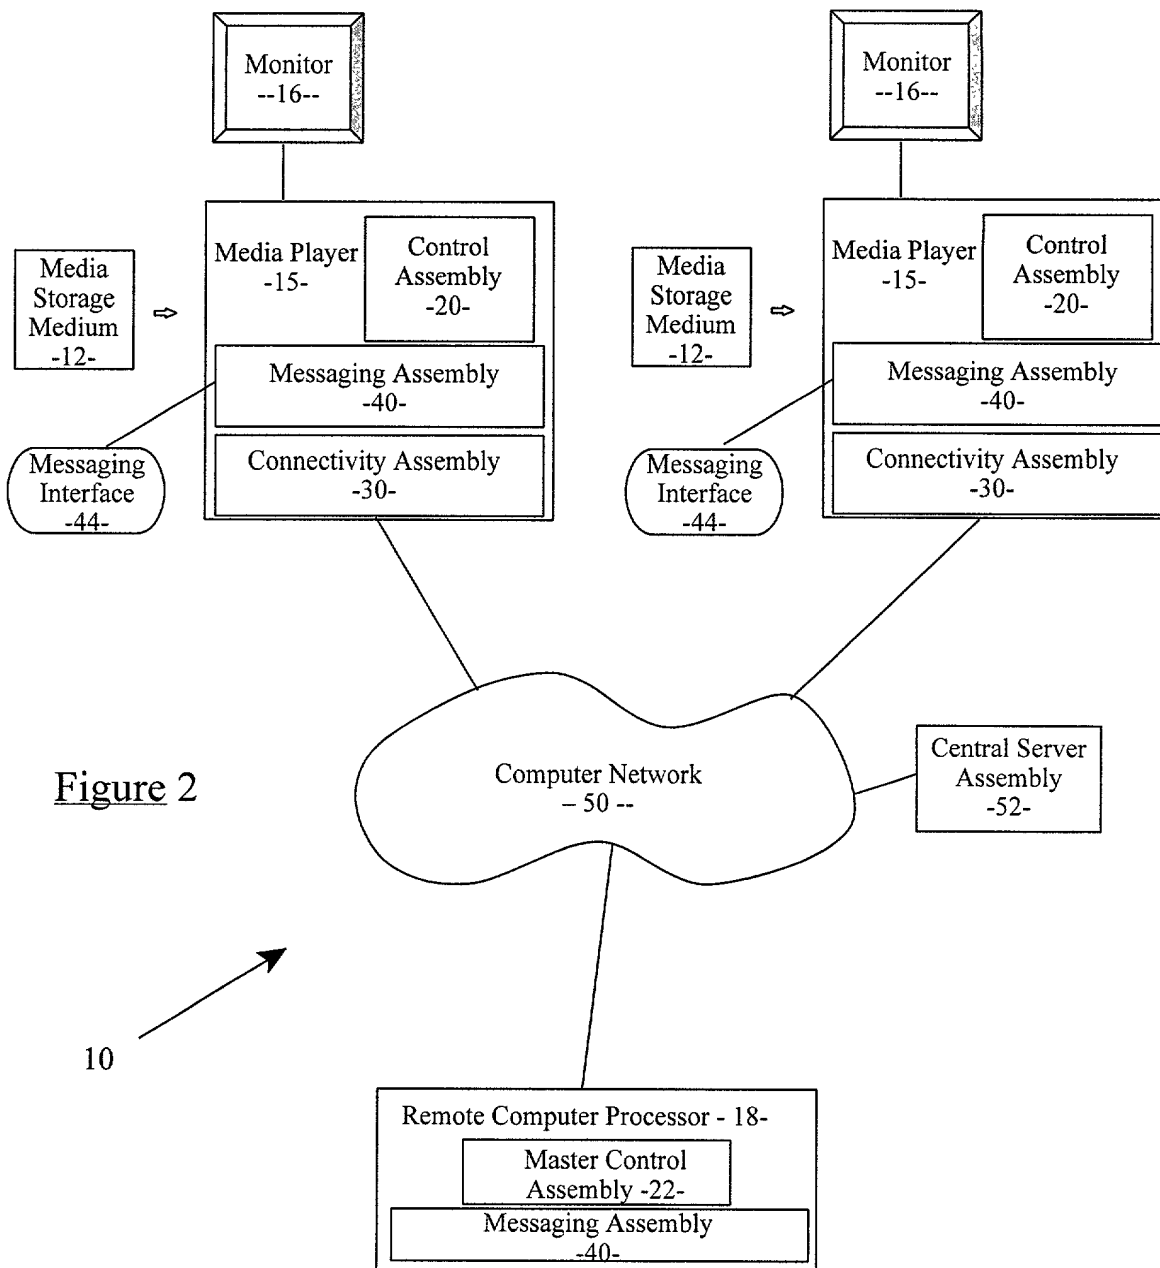 Monitor
--16--
Monitor
--16--
Media Player
-15-
Control
Assembly
-20-
Media
Storage
Medium
-12-
Messaging Assembly
-40-
Messaging
Interface
-44-
Connectivity Assembly
-30-
Media Player
-15-
Control
Assembly
-20-
Media
Storage
Medium
-12-
Messaging Assembly
-40-
Messaging
Interface
-44-
Connectivity Assembly
-30-
Figure 2
Computer Network
– 50 --
Central Server
Assembly
-52-
10
Remote Computer Processor - 18-
Master Control
Assembly -22-
Messaging Assembly
-40-